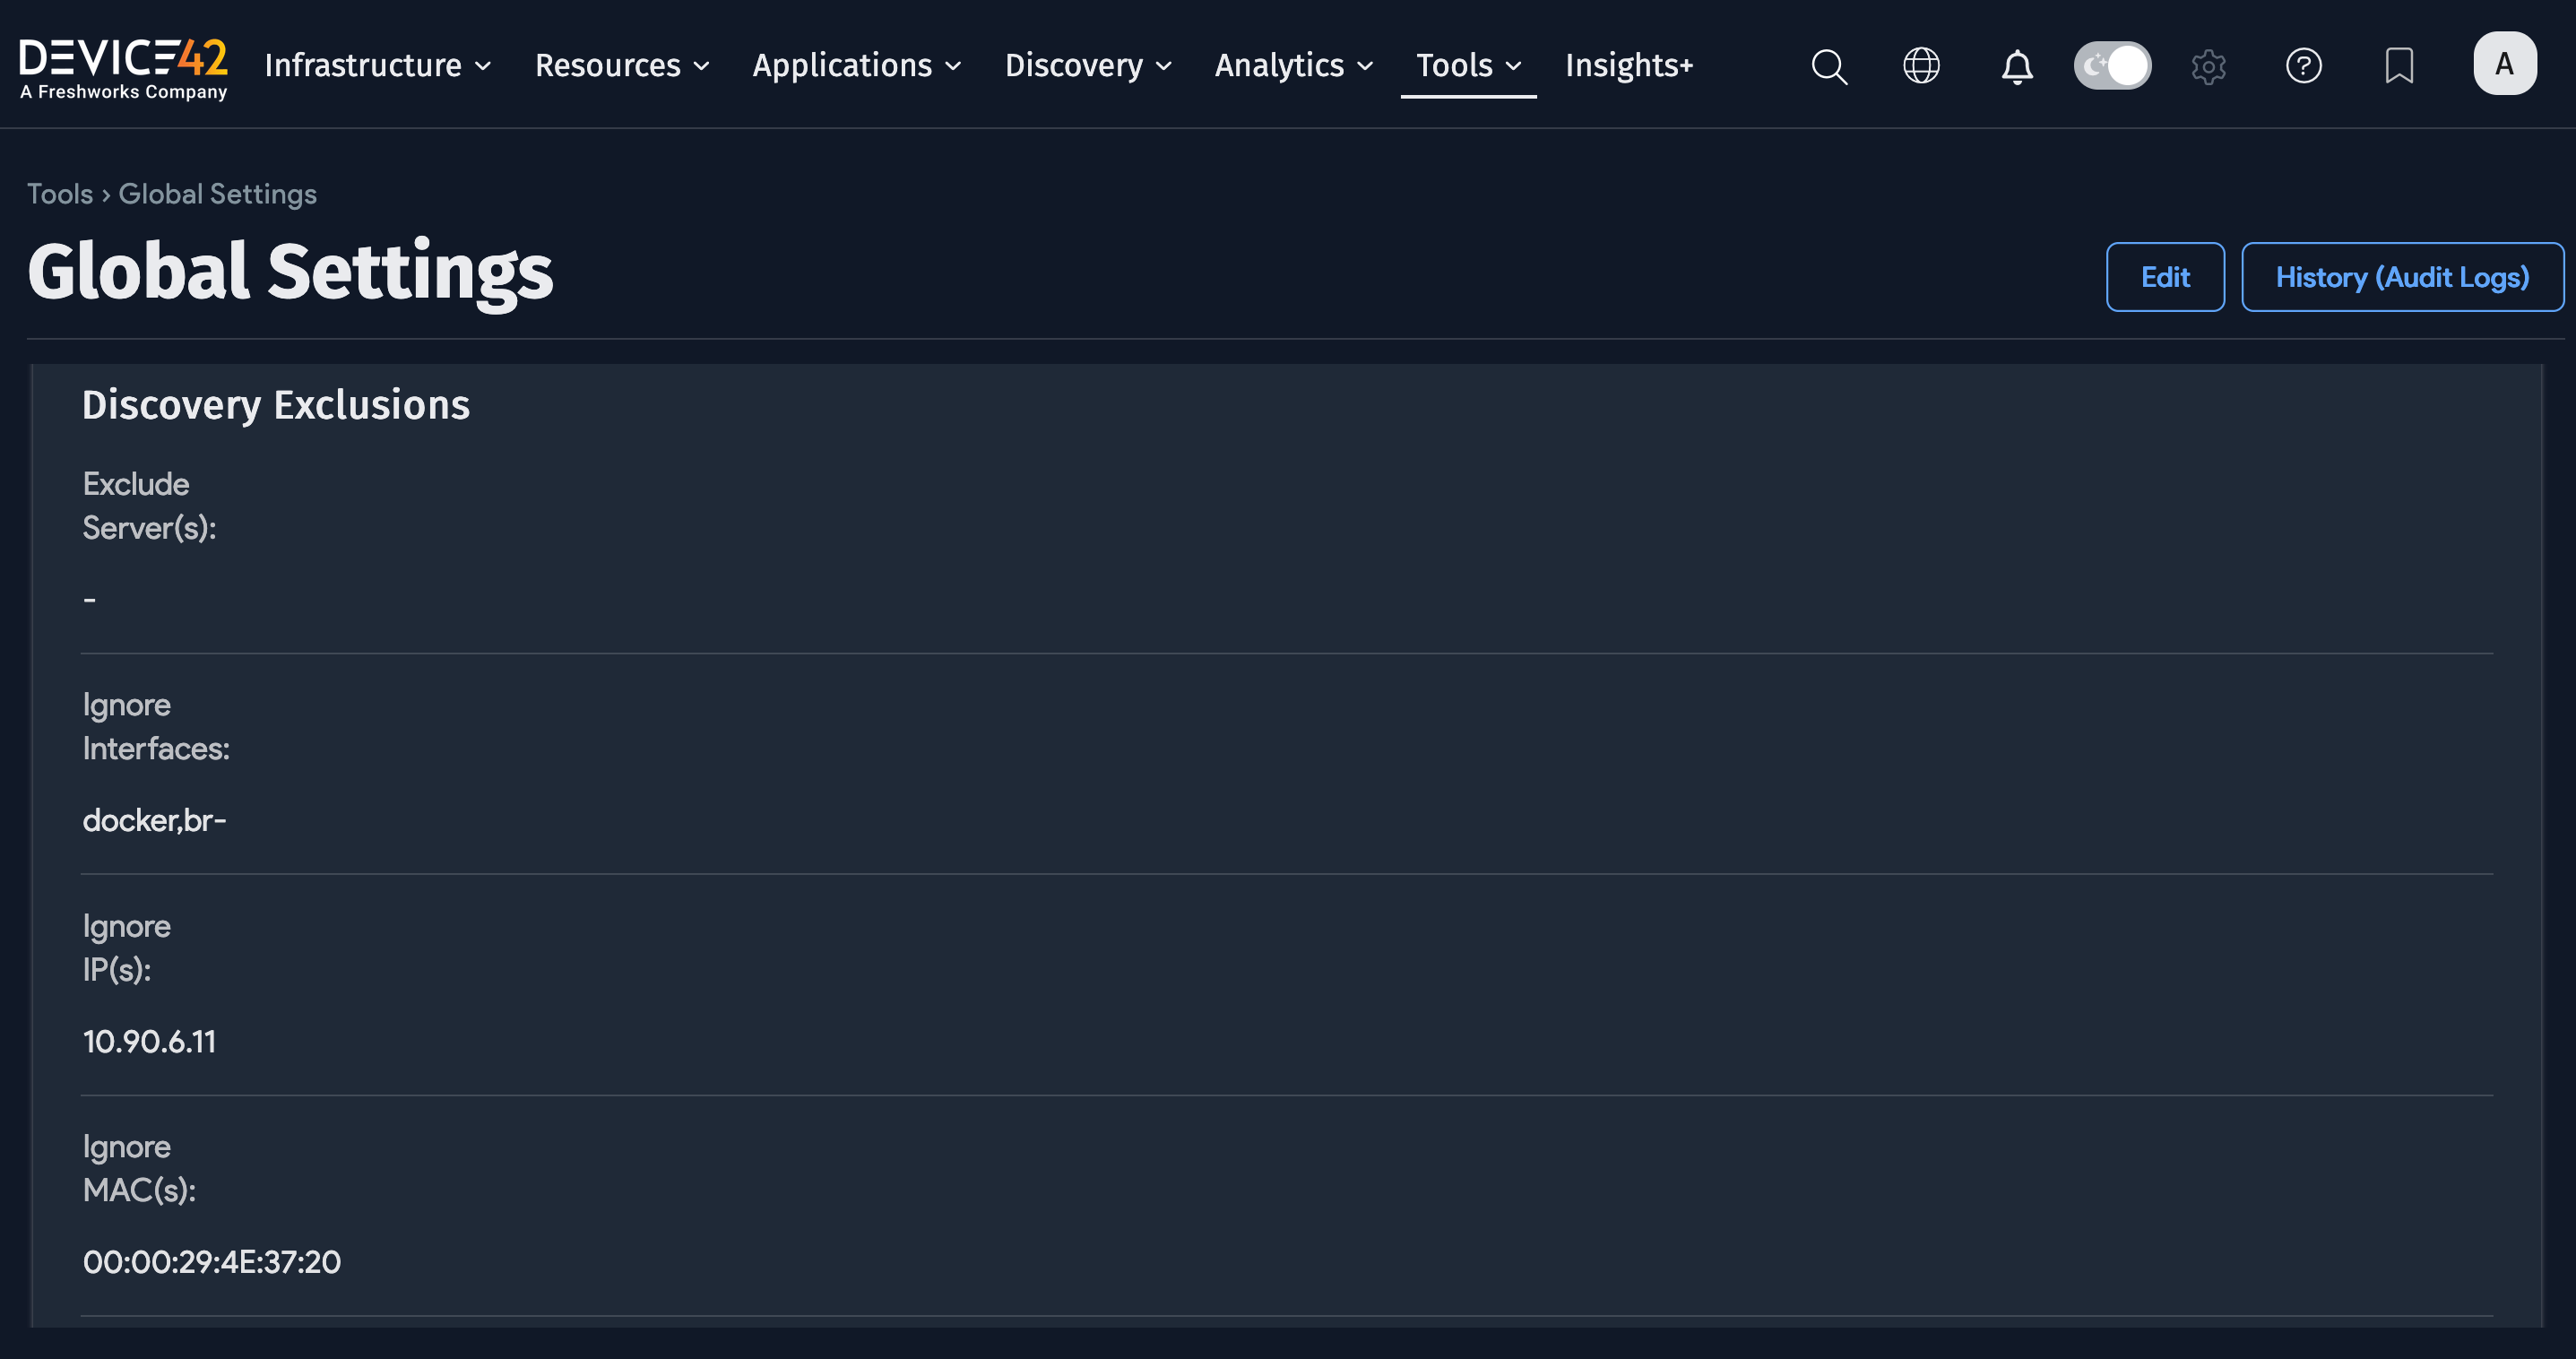 DEVICE42
A Freshworks Company
Infrastructure
Resources
Applications
Discovery
Analytics
Tools
Insights+
?
A
Tools › Global Settings
Global Settings
Edit
History (Audit Logs)
Discovery Exclusions
Exclude
Server(s):
-
Ignore
Interfaces:
docker,br-
Ignore
IP(s):
10.90.6.11
Ignore
MAC(s):
00:00:29:4E:37:20